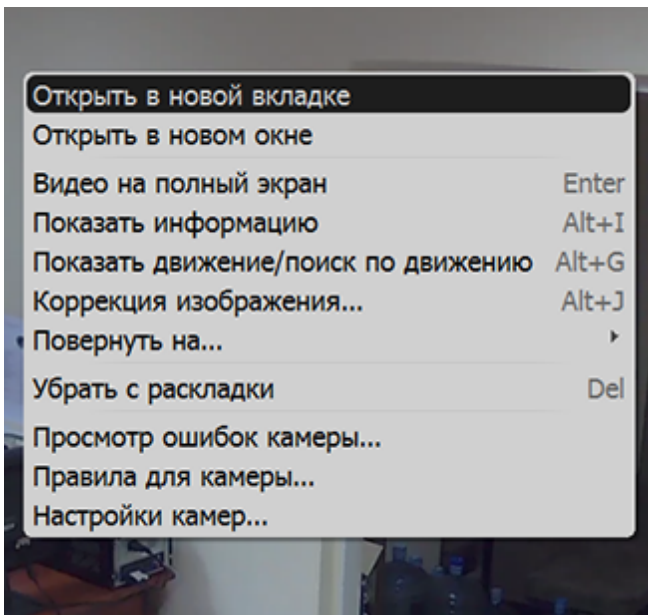 Открыть в новой вкладке
Открыть в новом окне
Видео на полный экран Enter
Показать информацию Alt+I
Показать движение/поиск по движению Alt+G
Коррекция изображения... Alt+J
Повернуть на...
Убрать с раскладки Del
Просмотр ошибок камеры...
Правила для камеры...
Настройки камер...